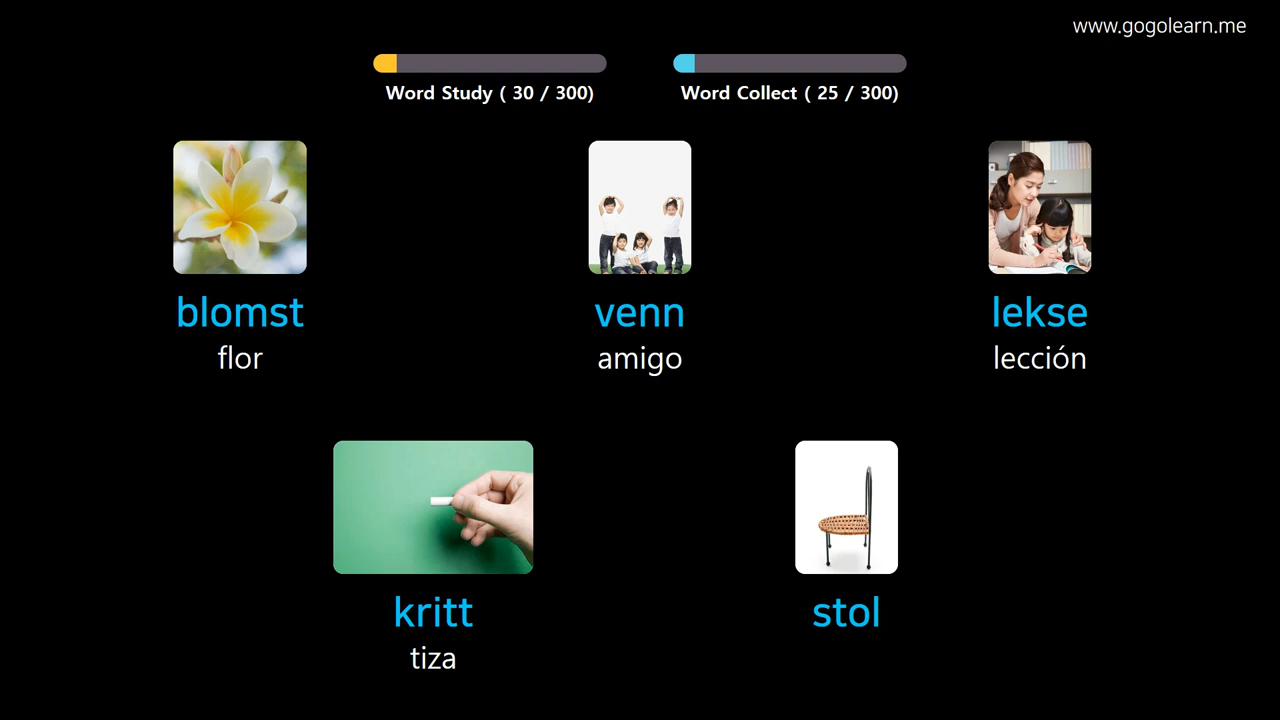 www.gogolearn.me
Word Study ( 30 / 300)
Word Collect ( 25 / 300)
blomst
flor
venn
amigo
lekse
lección
kritt
tiza
stol